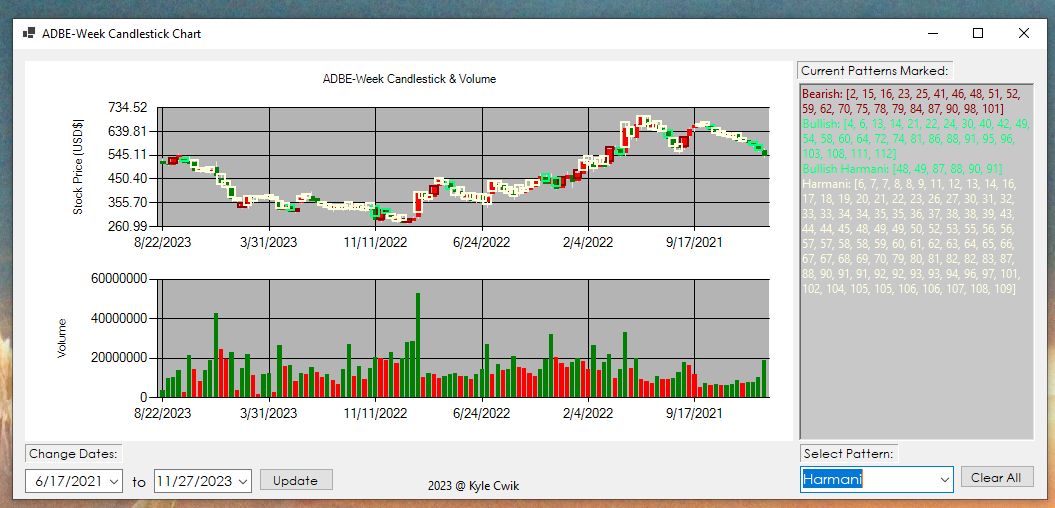 ADBE-Week Candlestick Chart
ADBE-Week Candlestick & Volume
Stock Price (USD$)
734.52
639.81
545.11
450.40
355.70
260.99
8/22/2023 3/31/2023 11/11/2022 6/24/2022 2/4/2022 9/17/2021
Volume
60000000
40000000
20000000
0
8/22/2023 3/31/2023 11/11/2022 6/24/2022 2/4/2022 9/17/2021
Current Patterns Marked:
Bearish: [2, 15, 16, 23, 25, 41, 46, 48, 51, 52,
59, 62, 70, 75, 78, 79, 84, 87, 90, 98, 101]
Bullish: [4, 6, 13, 14, 21, 22, 24, 30, 40, 42, 49,
54, 58, 60, 64, 72, 74, 81, 86, 88, 91, 95, 96,
103, 108, 111, 112]
Bullish Harmani: [48, 49, 87, 88, 90, 91]
Harmani: [6, 7, 7, 8, 8, 9, 11, 12, 13, 14, 16,
17, 18, 19, 20, 21, 22, 23, 26, 27, 30, 31, 32,
33, 33, 34, 34, 35, 35, 36, 37, 38, 38, 39, 43,
44, 44, 45, 48, 49, 49, 50, 52, 53, 55, 56, 56,
57, 57, 58, 58, 59, 60, 61, 62, 63, 64, 65, 66,
67, 67, 68, 69, 70, 79, 80, 81, 82, 82, 83, 87,
88, 90, 91, 91, 92, 92, 93, 93, 94, 96, 97, 101,
102, 104, 105, 105, 106, 106, 107, 108, 109]
Change Dates:
6/17/2021 to 11/27/2023 Update
2023 @ Kyle Cwik
Select Pattern:
Harmani Clear All